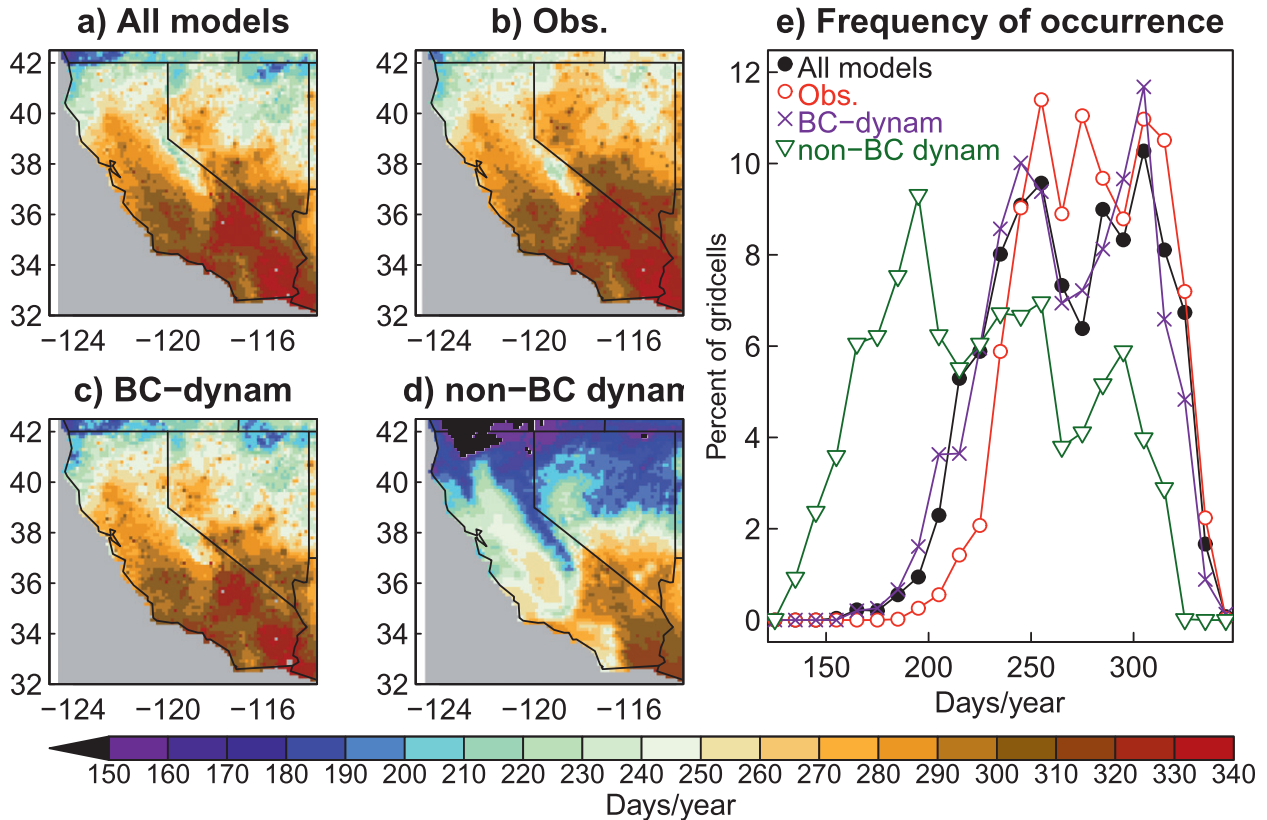 a) All models
b) Obs.
e) Frequency of occurrence
42
40
38
36
34
32
−124 −120 −116
42
40
38
36
34
32
−124 −120 −116
c) BC−dynam
d) non−BC dynam
42
40
38
36
34
32
−124 −120 −116
42
40
38
36
34
32
−124 −120 −116
All models
Obs.
BC−dynam
non−BC dynam
Percent of gridcells
12
10
8
6
4
2
0
150 200 250 300
Days/year
150 160 170 180 190 200 210 220 230 240 250 260 270 280 290 300 310 320 330 340
Days/year